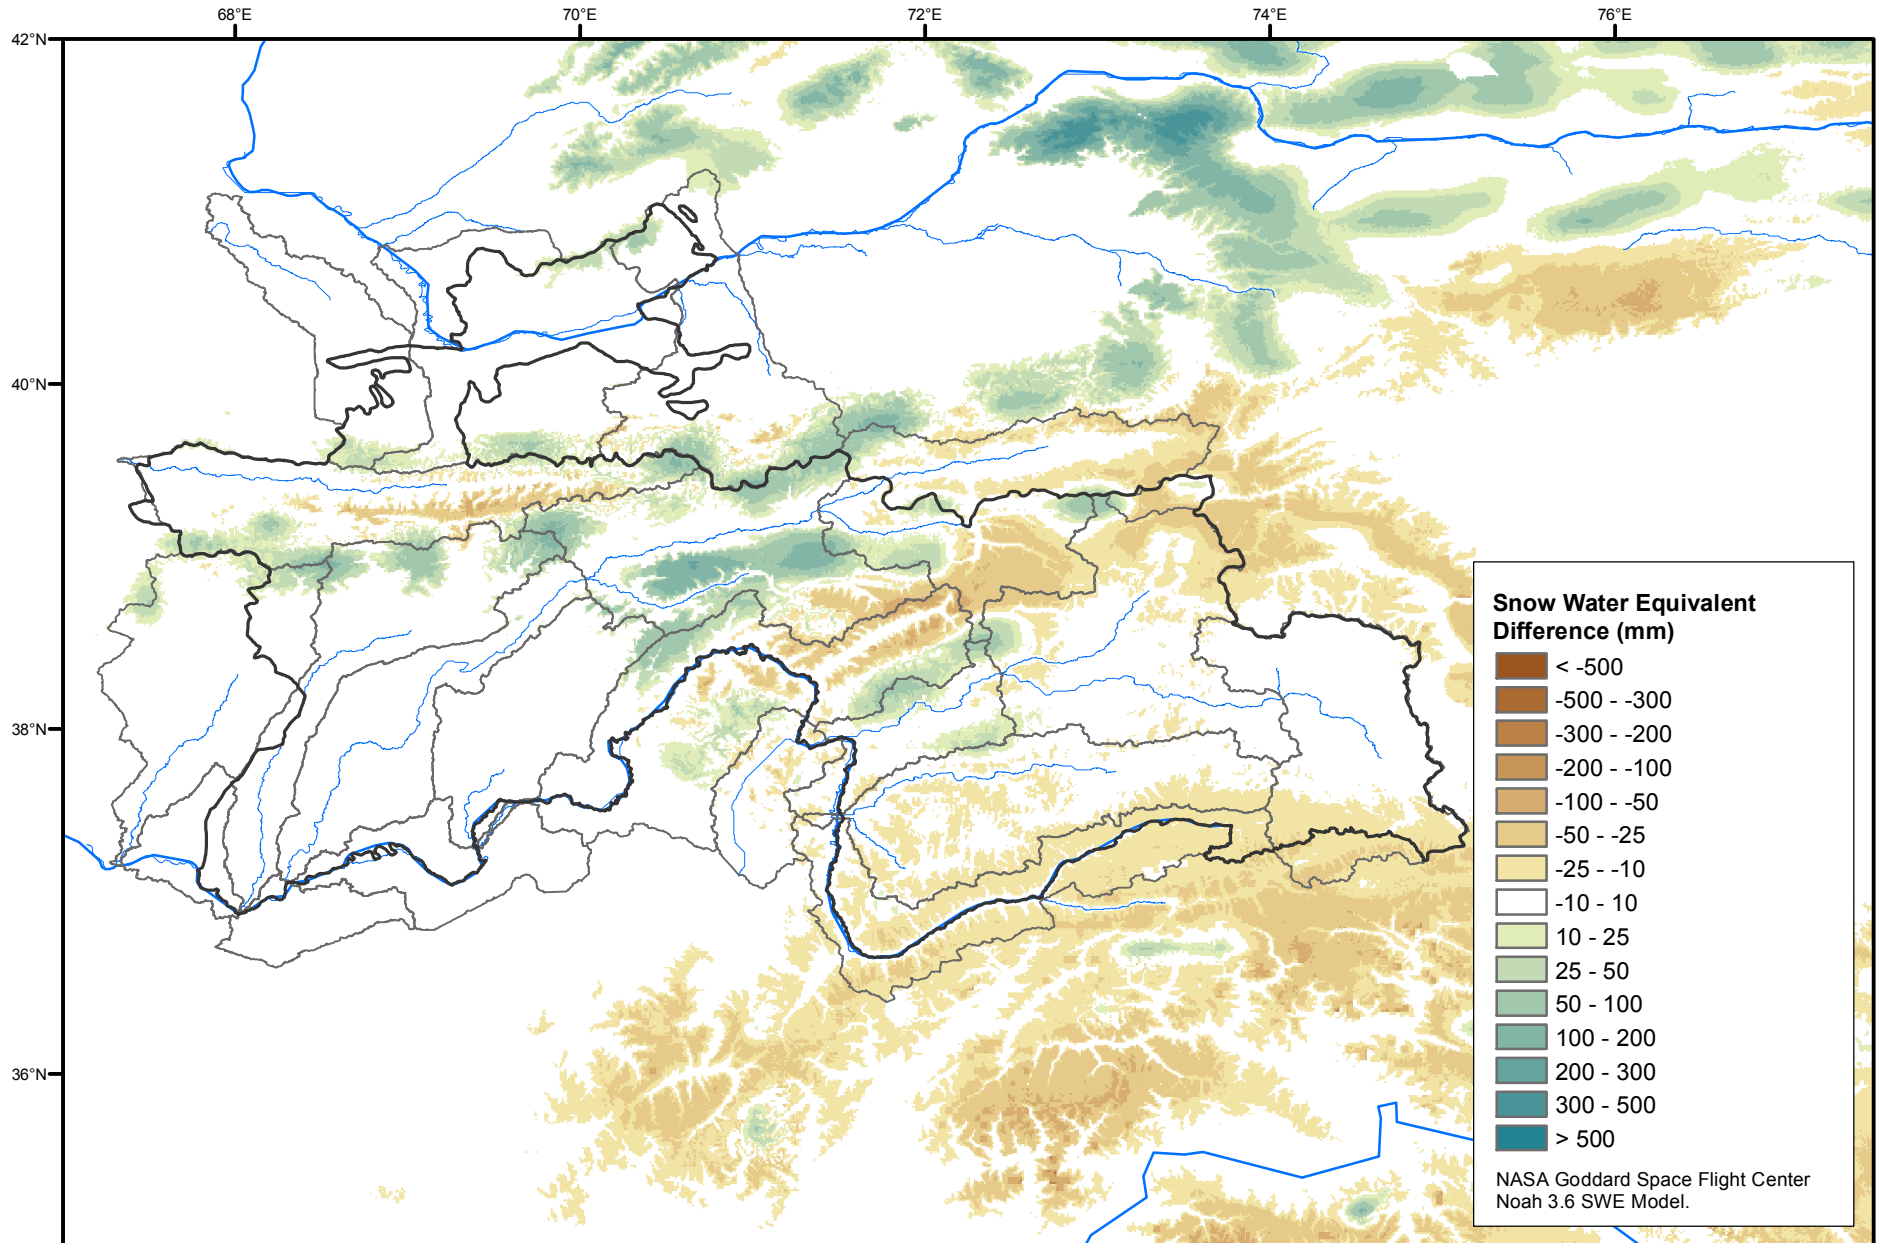 68°E
70°E
72°E
74°E
76°E
42°N
40°N
38°N
36°N
Snow Water Equivalent
Difference (mm)
< -500
-500 - -300
-300 - -200
-200 - -100
-100 - -50
-50 - -25
-25 - -10
-10 - 10
10 - 25
25 - 50
50 - 100
100 - 200
200 - 300
300 - 500
> 500
NASA Goddard Space Flight Center
Noah 3.6 SWE Model.